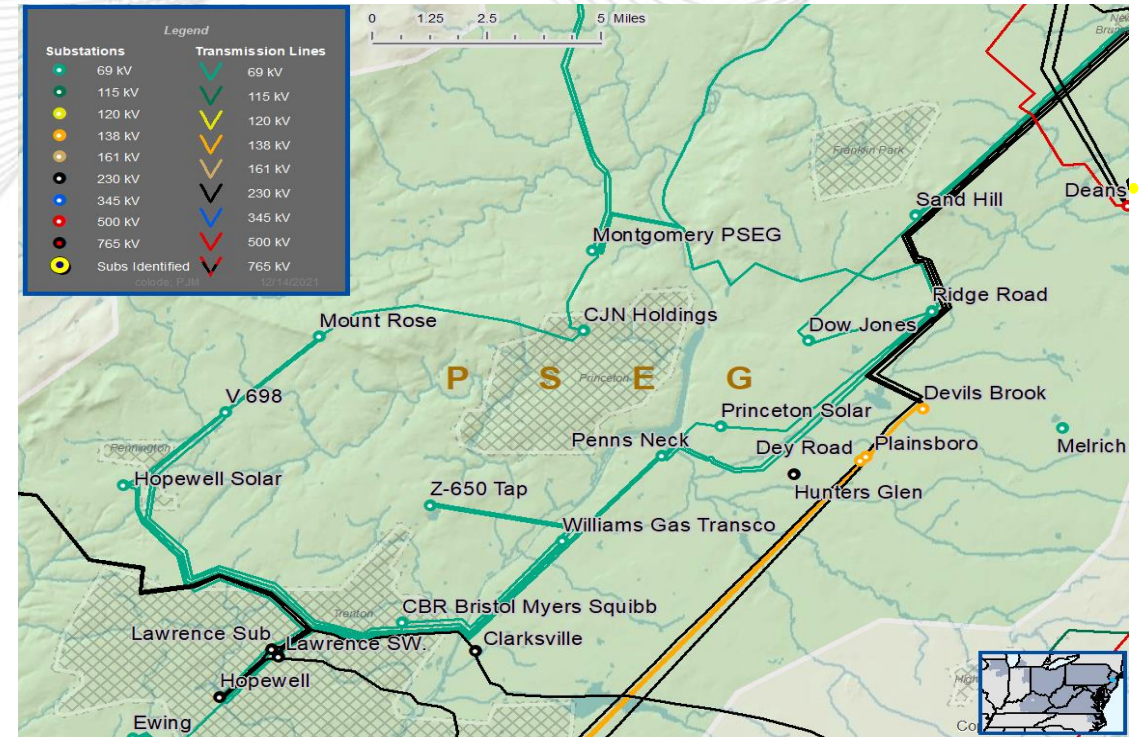 Legend
Substations Transmission Lines
69 kV 69 kV
115 kV 115 kV
120 kV 120 kV
138 kV 138 kV
161 kV 161 kV
230 kV 230 kV
345 kV 345 kV
500 kV 500 kV
765 kV 765 kV
Subs Identified
PJM 12/14/2021
0 1.25 2.5 5 Miles
New
Franklin Park
Deans
Sand Hill
Montgomery PSEG
Ridge Road
CJN Holdings
Mount Rose
Dow Jones
P S E G
Princeton
Devils Brook
V 698
Princeton Solar
Penns Neck
Dey Road Plainsboro
Melrich
Pennington
Hopewell Solar
Hunters Glen
Z-650 Tap
Williams Gas Transco
CBR Bristol Myers Squibb
Trenton
Lawrence Sub
Lawrence SW.
Clarksville
Hopewell
Ewing